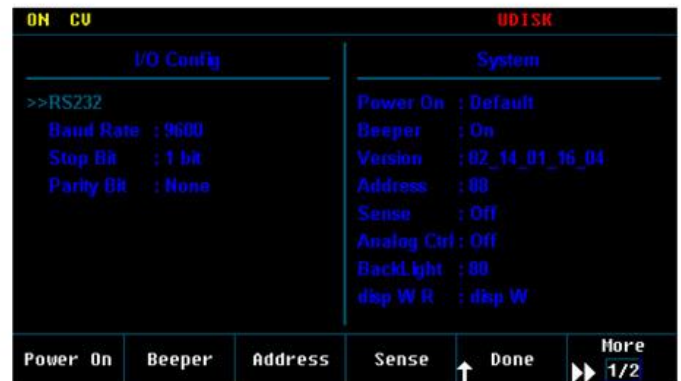 ON CV
UDISK
I/O Config
>>RS232
Baud Rate : 9600
Stop Bit : 1 bit
Parity Bit : None
System
Power On : Default
Beeper : On
Version : 02_14_01_16_04
Address : 00
Sense : Off
Analog Ctrl : Off
BackLight : 80
disp W R : disp W
Power On
Beeper
Address
Sense
Done
More
1/2